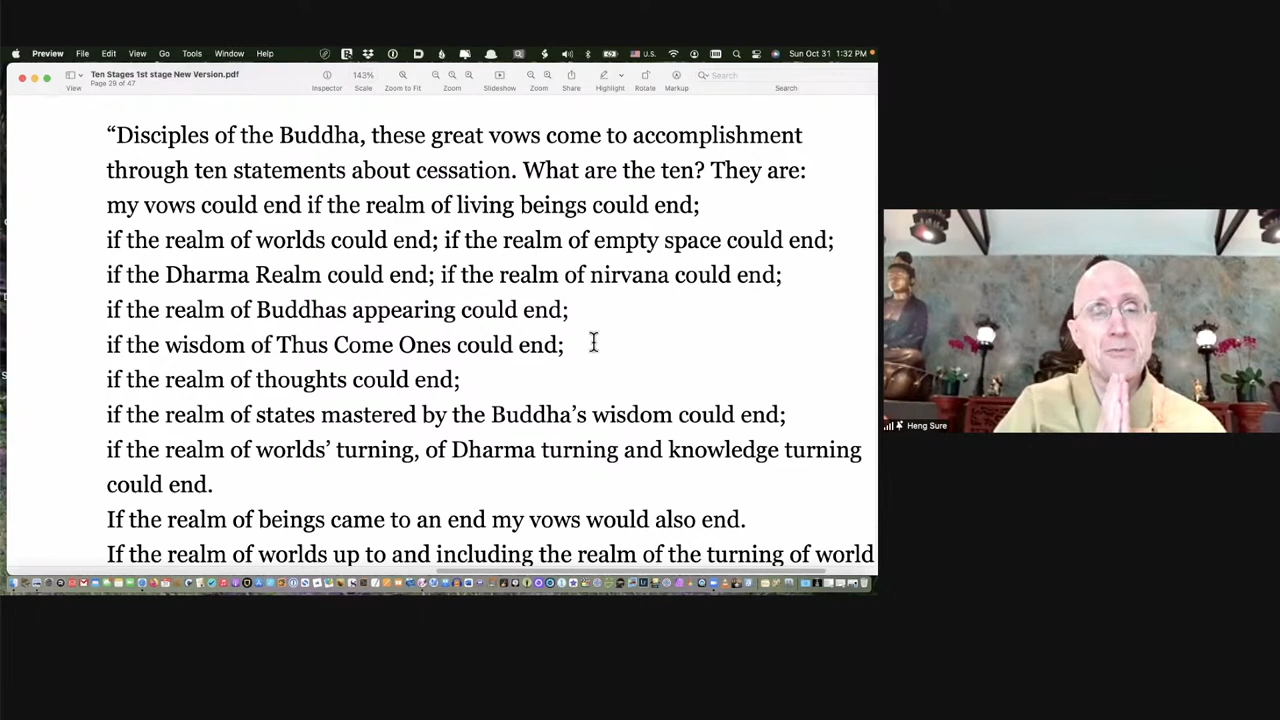 Preview File Edit View Go Tools Window Help U.S. Sun Oct 31 1:32 PM
Ten Stages 1st stage New Version.pdf
Page 29 of 47
143%
Search
View Inspector Scale Zoom to Fit Zoom Slideshow Zoom Share Highlight Rotate Markup Search
“Disciples of the Buddha, these great vows come to accomplishment
through ten statements about cessation. What are the ten? They are:
my vows could end if the realm of living beings could end;
if the realm of worlds could end; if the realm of empty space could end;
if the Dharma Realm could end; if the realm of nirvana could end;
if the realm of Buddhas appearing could end;
if the wisdom of Thus Come Ones could end;
if the realm of thoughts could end;
if the realm of states mastered by the Buddha’s wisdom could end;
if the realm of worlds’ turning, of Dharma turning and knowledge turning
could end.
If the realm of beings came to an end my vows would also end.
If the realm of worlds up to and including the realm of the turning of world
Heng Sure